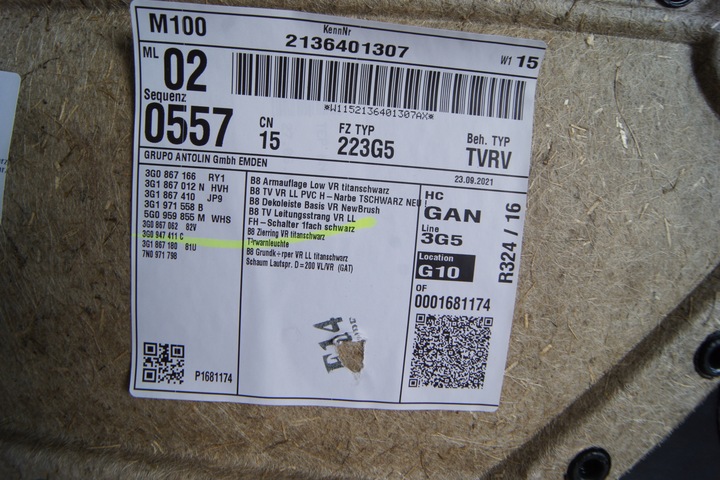 M100
KennNr
2136401307
W1 15
ML 02
*W1152136401307AX*
Sequenz
0557
CN
15
FZ TYP
223G5
Beh. TYP
TVRV
GRUPO ANTOLIN Gmbh EMDEN
23.09.2021
3G0 867 166 RY1
3G1 867 012 N HVH
3G1 867 410 JP9
3G1 971 558 B
5G0 959 855 M WHS
3G0 867 062 82V
3G0 947 411 C
3G1 867 180 81U
7N0 971 798
B8 Armauflage Low VR titanschwarz
B8 TV VR LL PVC H-Narbe TSCHWARZ NEU !
B8 Dekoleiste Basis VR NewBrush
B8 TV Leitungsstrang VR LL
FH-Schalter 1fach schwarz
B8 Zierring VR titanschwarz
T÷rwarnleuchte
B8 Grundk÷rper VR LL titanschwarz
Schaum Lautspr. D=200 VL/VR (GAT)
HC
GAN
Line
3G5
Location
G10
OF
0001681174
R324 / 16
P1681174